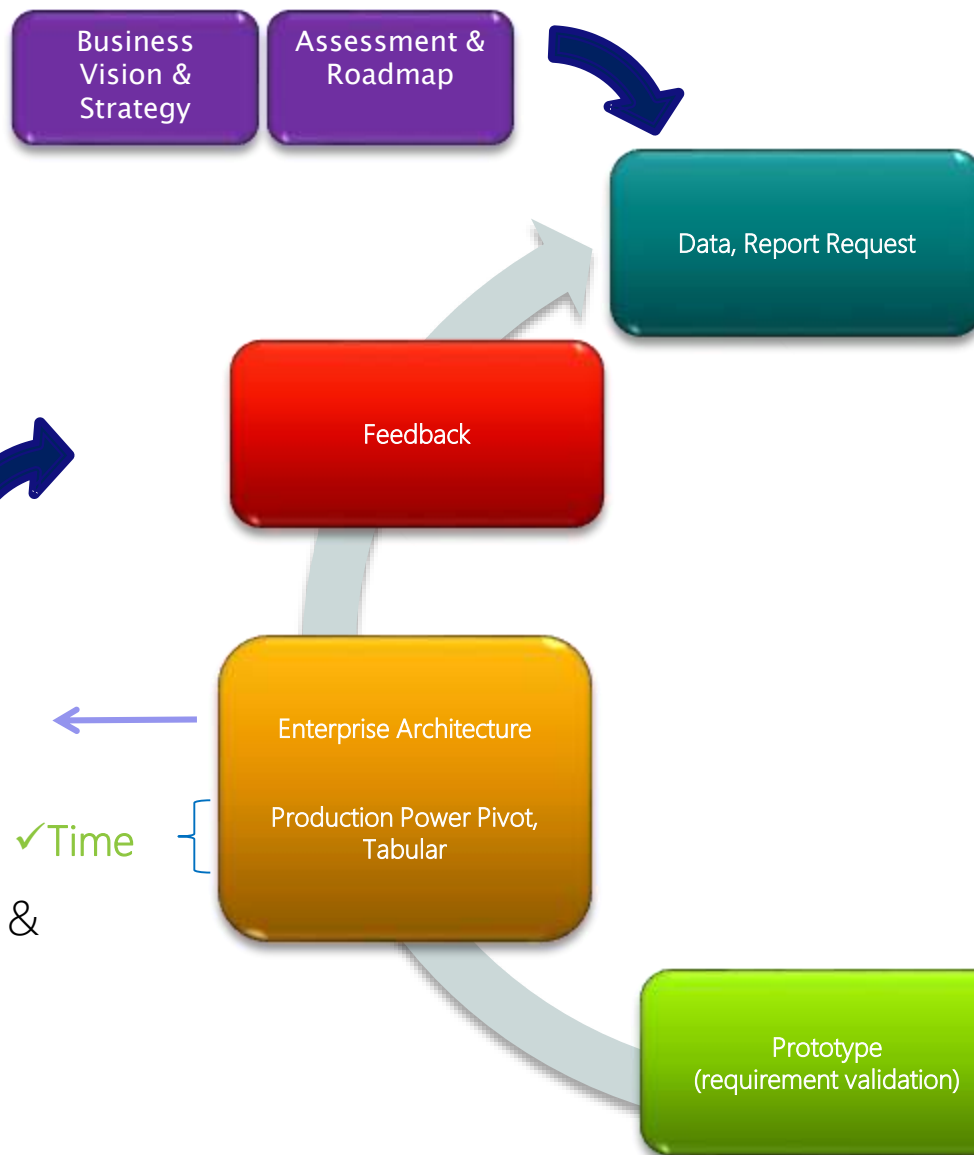 Business
Vision &
Strategy
Assessment &
Roadmap
Data, Report Request
Feedback
Enterprise Architecture
Production Power Pivot,
Tabular
✓Time
&
Prototype
(requirement validation)